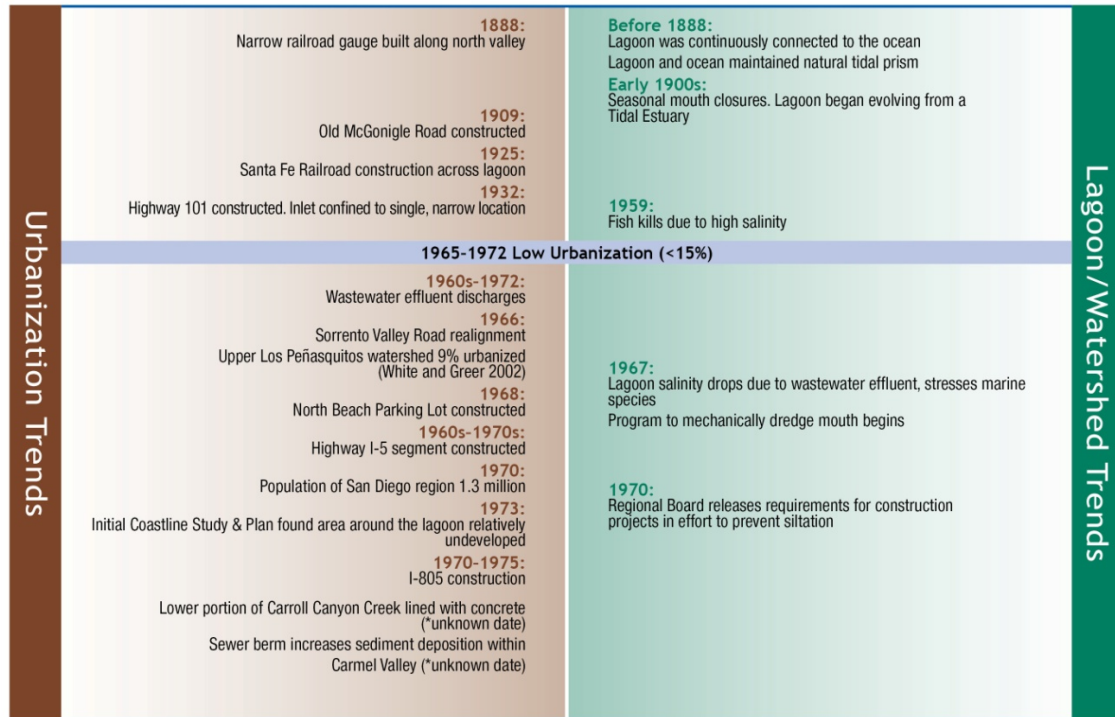 Urbanization Trends
1888:
Narrow railroad gauge built along north valley
1909:
Old McGonigle Road constructed
1925:
Santa Fe Railroad construction across lagoon
1932:
Highway 101 constructed. Inlet confined to single, narrow location
Before 1888:
Lagoon was continuously connected to the ocean
Lagoon and ocean maintained natural tidal prism
Early 1900s:
Seasonal mouth closures. Lagoon began evolving from a
Tidal Estuary
1959:
Fish kills due to high salinity
1965-1972 Low Urbanization (<15%)
1960s-1972:
Wastewater effluent discharges
1966:
Sorrento Valley Road realignment
Upper Los Peñasquitos watershed 9% urbanized
(White and Greer 2002)
1968:
North Beach Parking Lot constructed
1960s-1970s:
Highway I-5 segment constructed
1970:
Population of San Diego region 1.3 million
1973:
Initial Coastline Study & Plan found area around the lagoon relatively
undeveloped
1970-1975:
I-805 construction
Lower portion of Carroll Canyon Creek lined with concrete
(*unknown date)
Sewer berm increases sediment deposition within
Carmel Valley (*unknown date)
1967:
Lagoon salinity drops due to wastewater effluent, stresses marine
species
Program to mechanically dredge mouth begins
1970:
Regional Board releases requirements for construction
projects in effort to prevent siltation
Lagoon/Watershed Trends